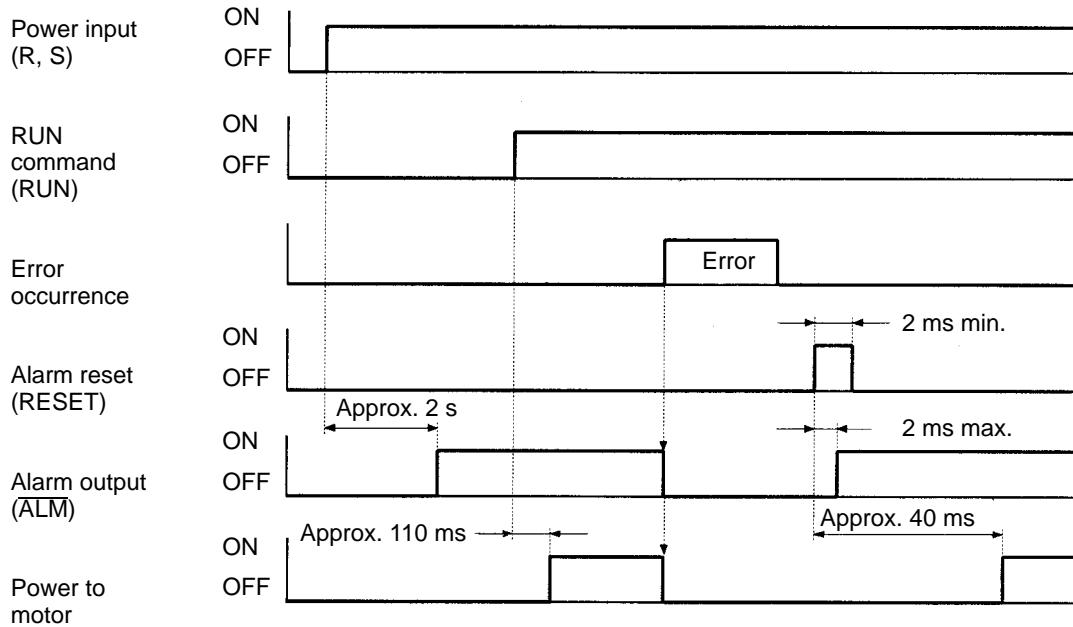 Power input
(R, S)
ON
OFF
RUN
command
(RUN)
ON
OFF
Error
occurrence
Error
Alarm reset
(RESET)
ON
OFF
2 ms min.
Approx. 2 s
2 ms max.
Alarm output
(ALM)
ON
OFF
Approx. 110 ms
Approx. 40 ms
Power to
motor
ON
OFF